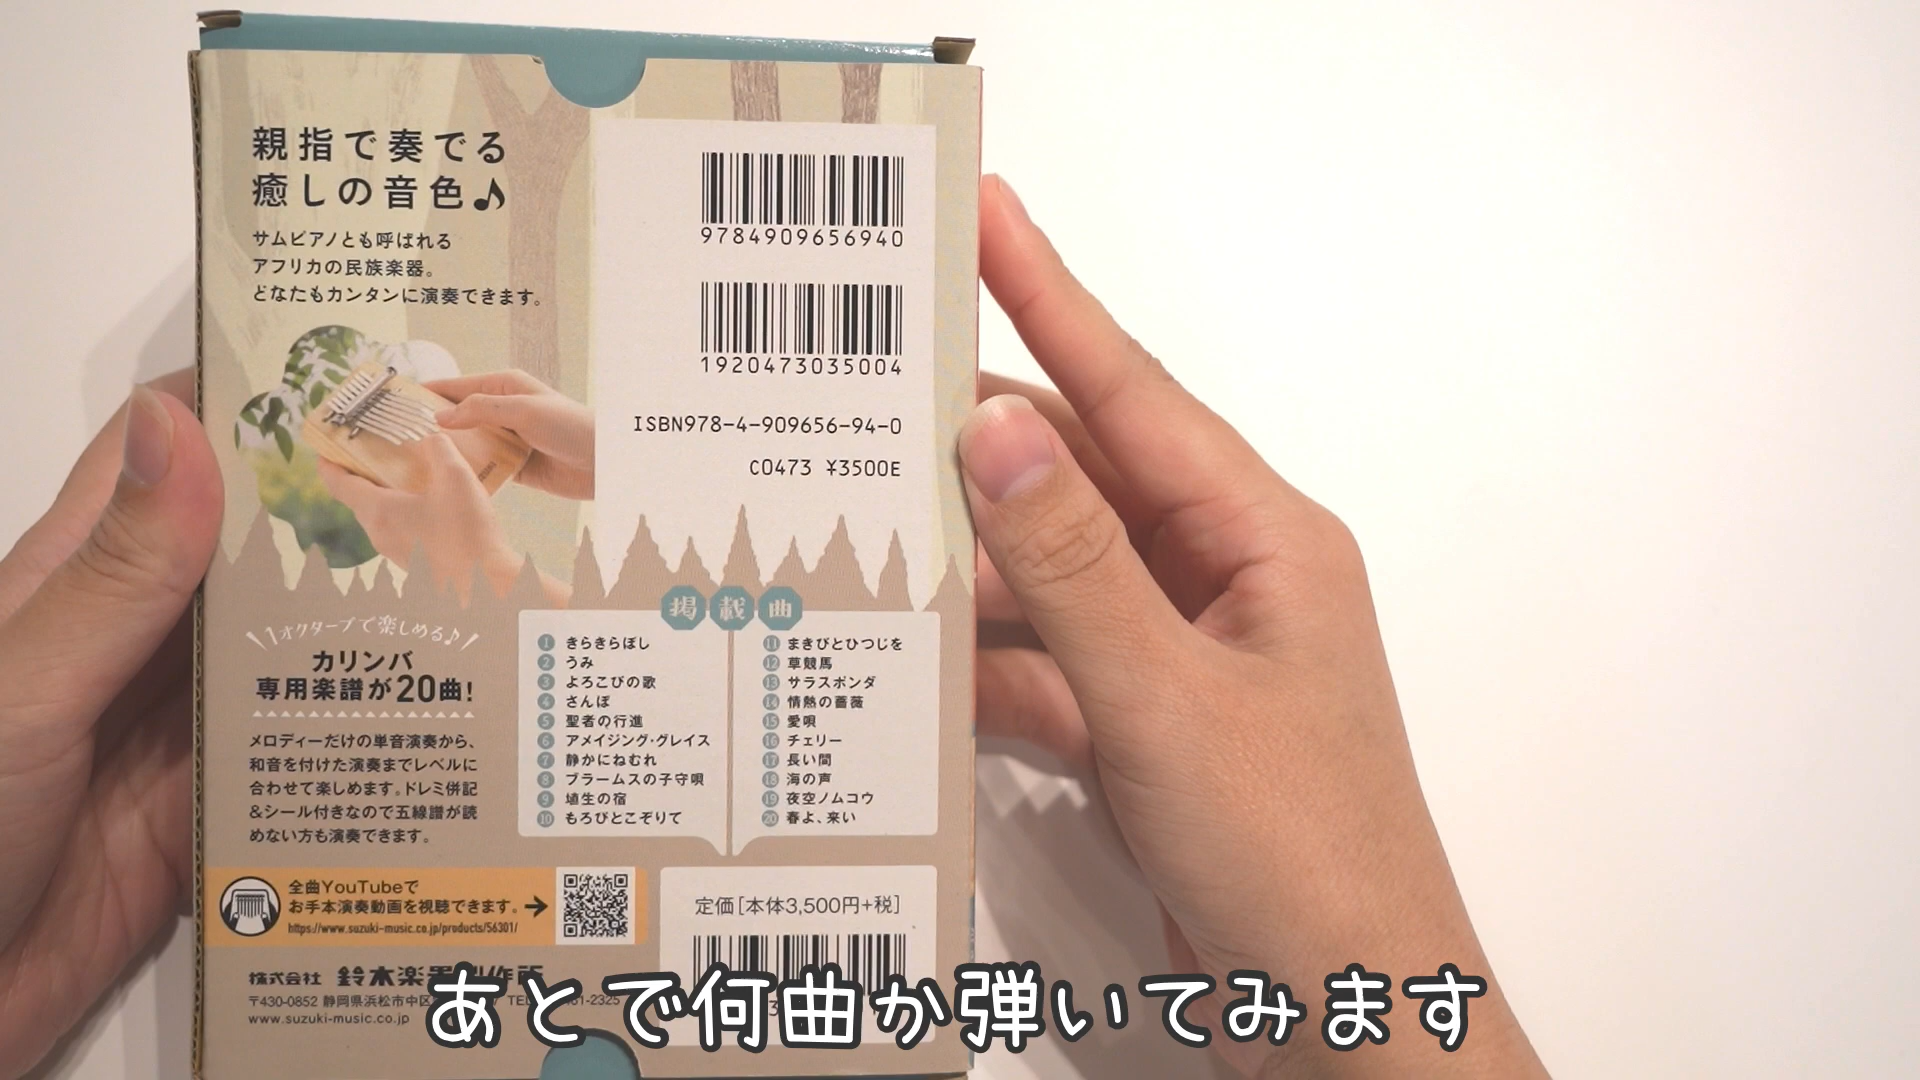 親指で奏でる
癒しの音色♪
サムピアノとも呼ばれる
アフリカの民族楽器。
どなたもカンタンに演奏できます。
9784909656940
1920473035004
ISBN978-4-909656-94-0
C0473 ¥3500E
1オクターブで楽しめる♪
カリンバ
専用楽譜が20曲!
メロディーだけの単音演奏から、
和音を付けた演奏までレベルに
合わせて楽しめます。ドレミ併記
&シール付きなので五線譜が読
めない方も演奏できます。
掲載曲
1 きらきらぼし
2 うみ
3 よろこびの歌
4 さんぽ
5 聖者の行進
6 アメイジング・グレイス
7 静かにねむれ
8 ブラームスの子守唄
9 埴生の宿
10 もろびとこぞりて
11 まきびとひつじを
12 草競馬
13 サラスポンダ
14 情熱の薔薇
15 愛唄
16 チェリー
17 長い間
18 海の声
19 夜空ノムコウ
20 春よ、来い
全曲YouTubeで
お手本演奏動画を視聴できます。→
https://www.suzuki-music.co.jp/products/56301/
定価[本体3,500円+税]
株式会社 鈴木楽器製作所
〒430-0852 静岡県浜松市中区
www.suzuki-music.co.jp
あとで何曲か弾いてみます